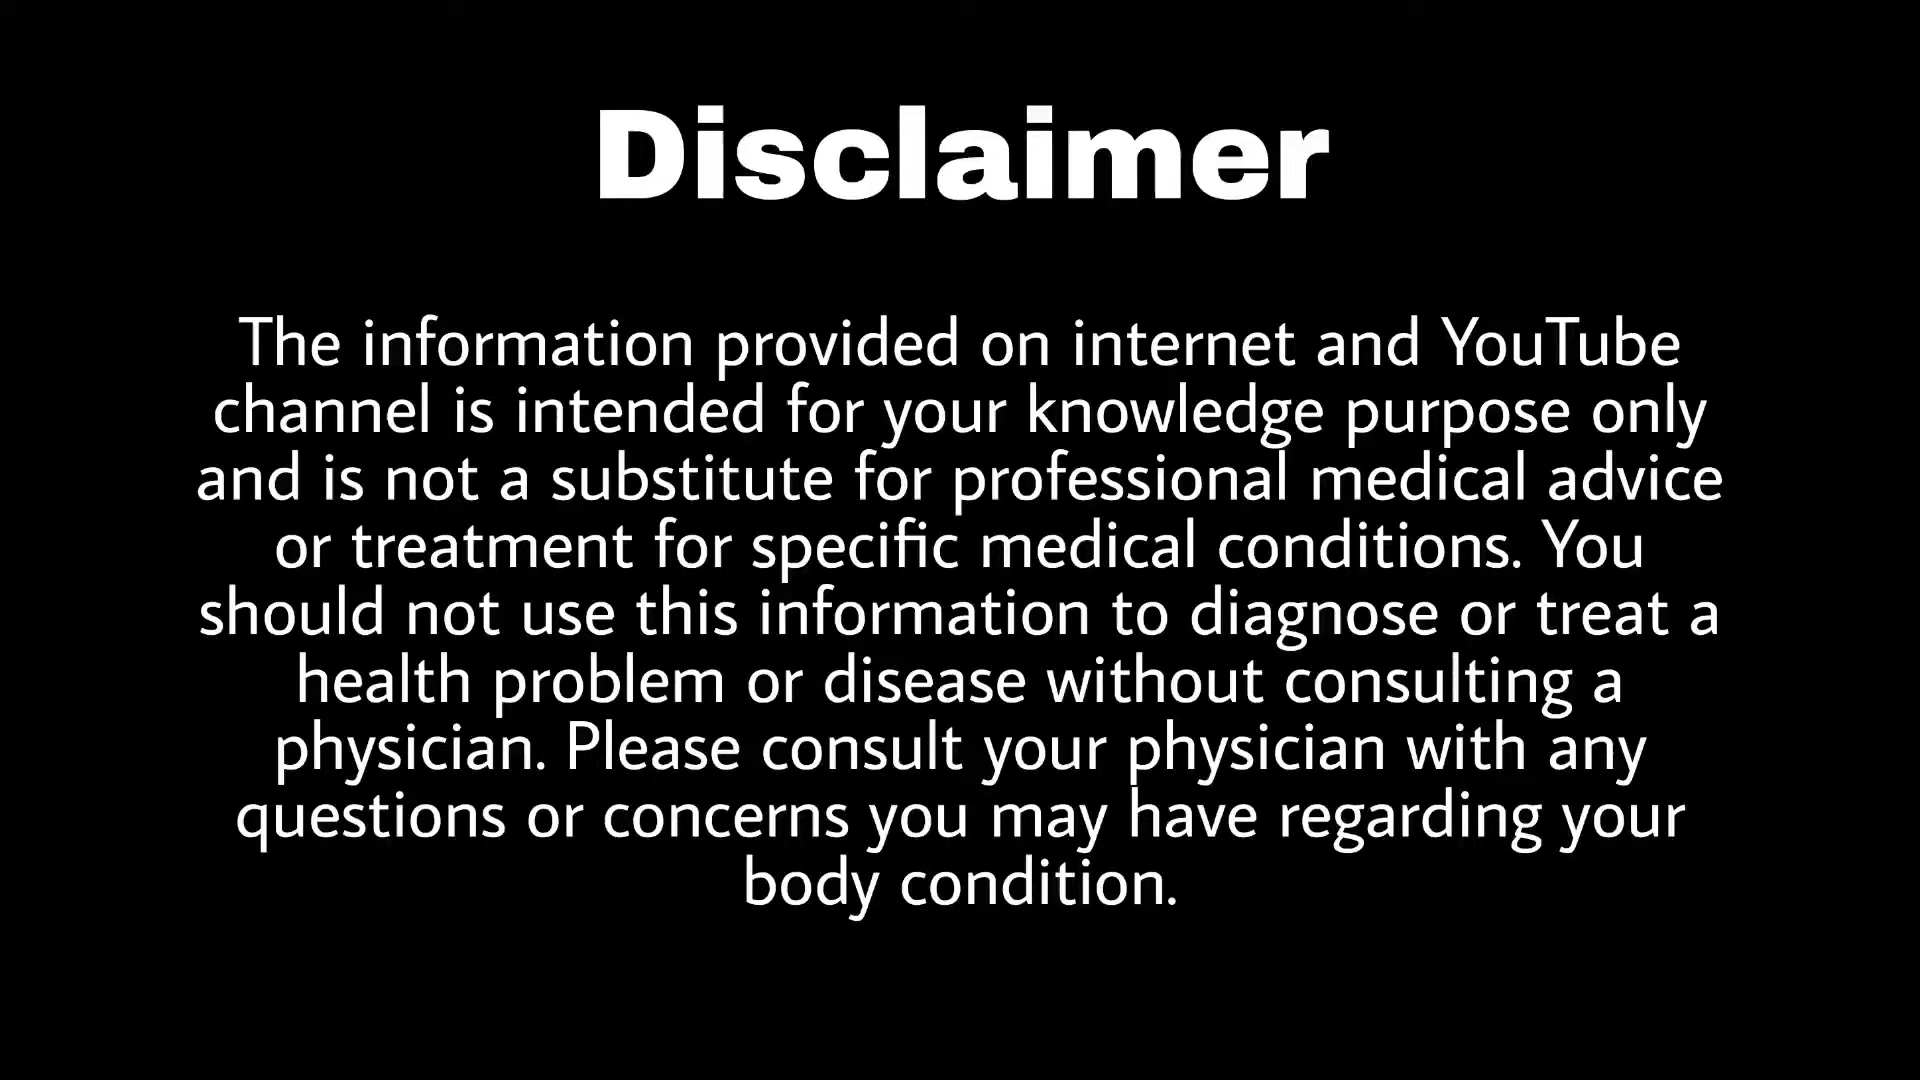 Disclaimer
The information provided on internet and YouTube
channel is intended for your knowledge purpose only
and is not a substitute for professional medical advice
or treatment for specific medical conditions. You
should not use this information to diagnose or treat a
health problem or disease without consulting a
physician. Please consult your physician with any
questions or concerns you may have regarding your
body condition.